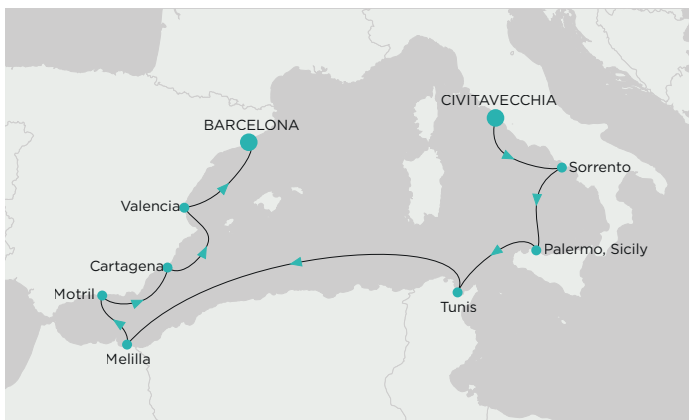 CIVITAVECCHIA
BARCELONA
Sorrento
Valencia
Palermo, Sicily
Cartagena
Motril
Tunis
Melilla